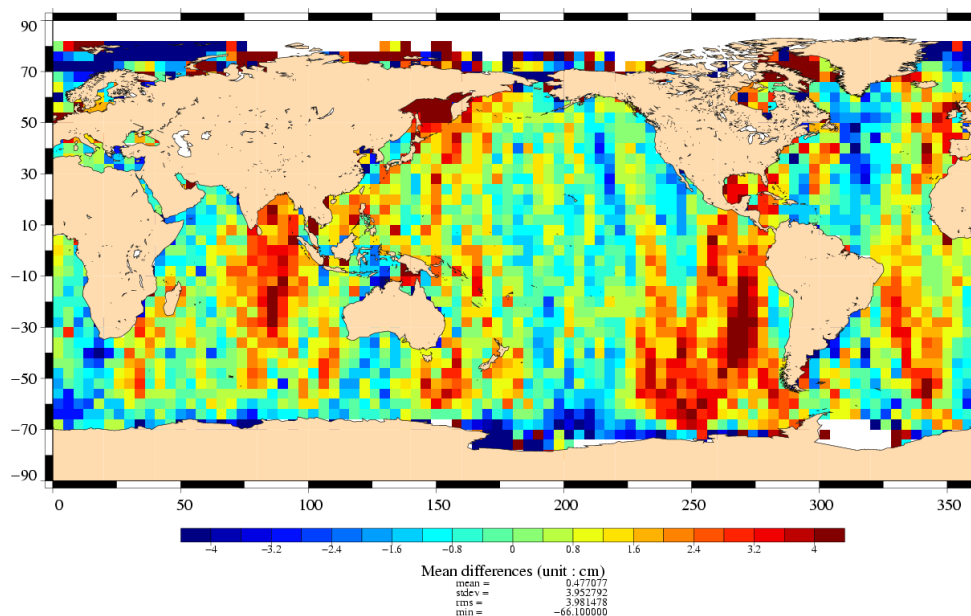 90
70
50
30
10
−10
−30
−50
−70
−90
0 50 100 150 200 250 300 350
−4 −3.2 −2.4 −1.6 −0.8 0 0.8 1.6 2.4 3.2 4
Mean differences (unit : cm)
mean = 0.477077
stdev = 3.952792
rms = 3.981478
min = −66.100000